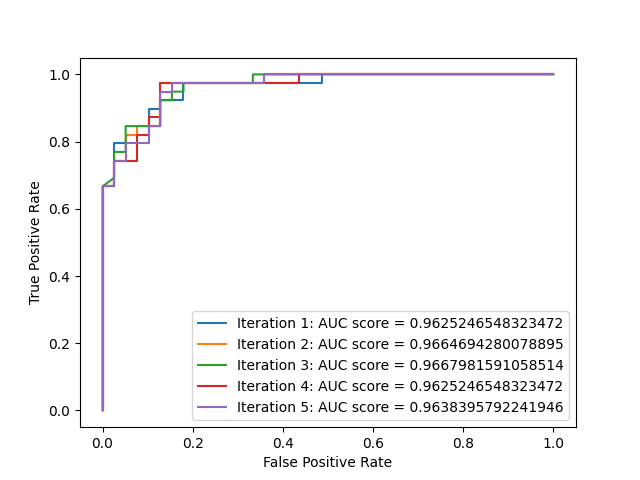 1.0
0.8
0.6
0.4
0.2
0.0
True Positive Rate
Iteration 1: AUC score = 0.9625246548323472
Iteration 2: AUC score = 0.9664694280078895
Iteration 3: AUC score = 0.9667981591058514
Iteration 4: AUC score = 0.9625246548323472
Iteration 5: AUC score = 0.9638395792241946
0.0 0.2 0.4 0.6 0.8 1.0
False Positive Rate